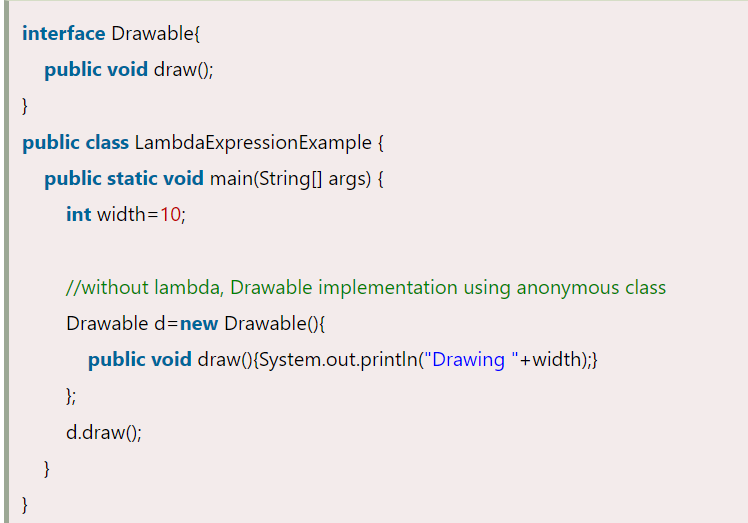 interface Drawable{
public void draw();
}
public class LambdaExpressionExample {
public static void main(String[] args) {
int width=10;
//without lambda, Drawable implementation using anonymous class
Drawable d=new Drawable(){
public void draw(){System.out.println("Drawing "+width);}
};
d.draw();
}
}